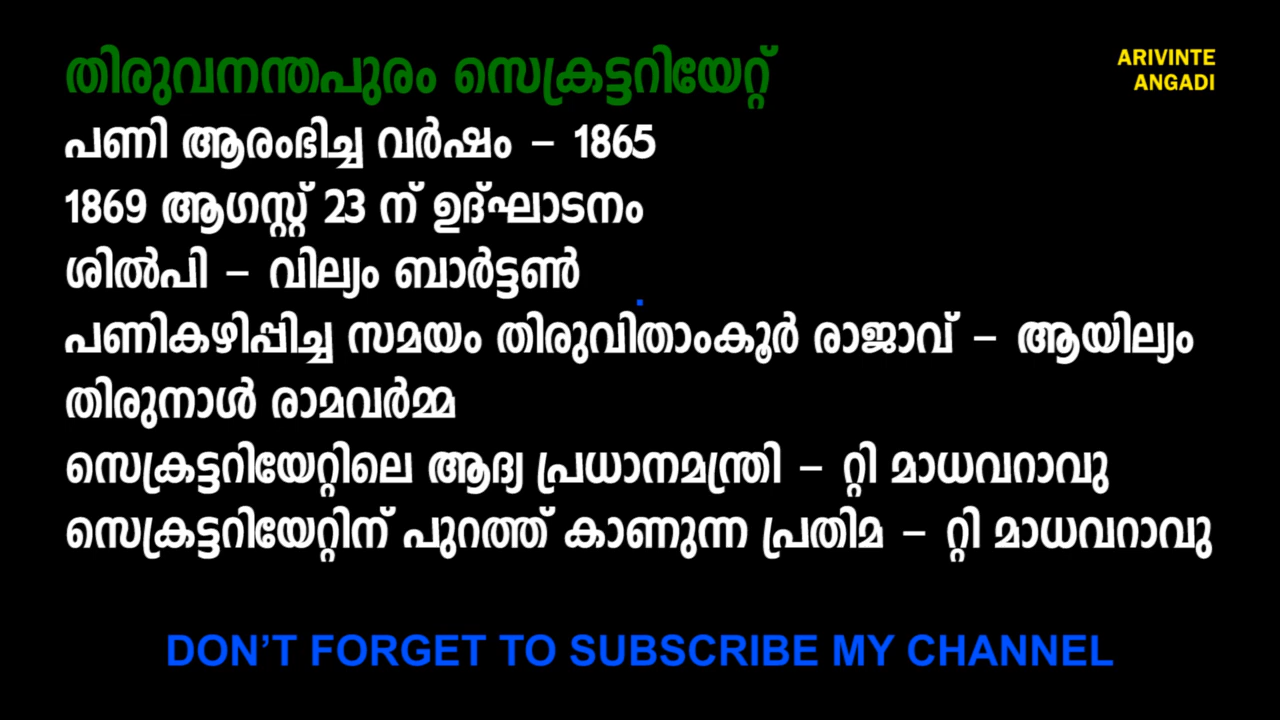 തിരുവനന്തപുരം സെക്രട്ടറിയേറ്റ്
ARIVINTE
ANGADI
പണി ആരംഭിച്ച വർഷം – 1865
1869 ആഗസ്റ്റ് 23 ന് ഉദ്ഘാടനം
ശിൽപി – വില്യം ബാർട്ടൺ
പണികഴിപ്പിച്ച സമയം തിരുവിതാംകൂർ രാജാവ് – ആയില്യം
തിരുനാൾ രാമവർമ്മ
സെക്രട്ടറിയേറ്റിലെ ആദ്യ പ്രധാനമന്ത്രി – റ്റി മാധവറാവു
സെക്രട്ടറിയേറ്റിന് പുറത്ത് കാണുന്ന പ്രതിമ – റ്റി മാധവറാവു
DON'T FORGET TO SUBSCRIBE MY CHANNEL